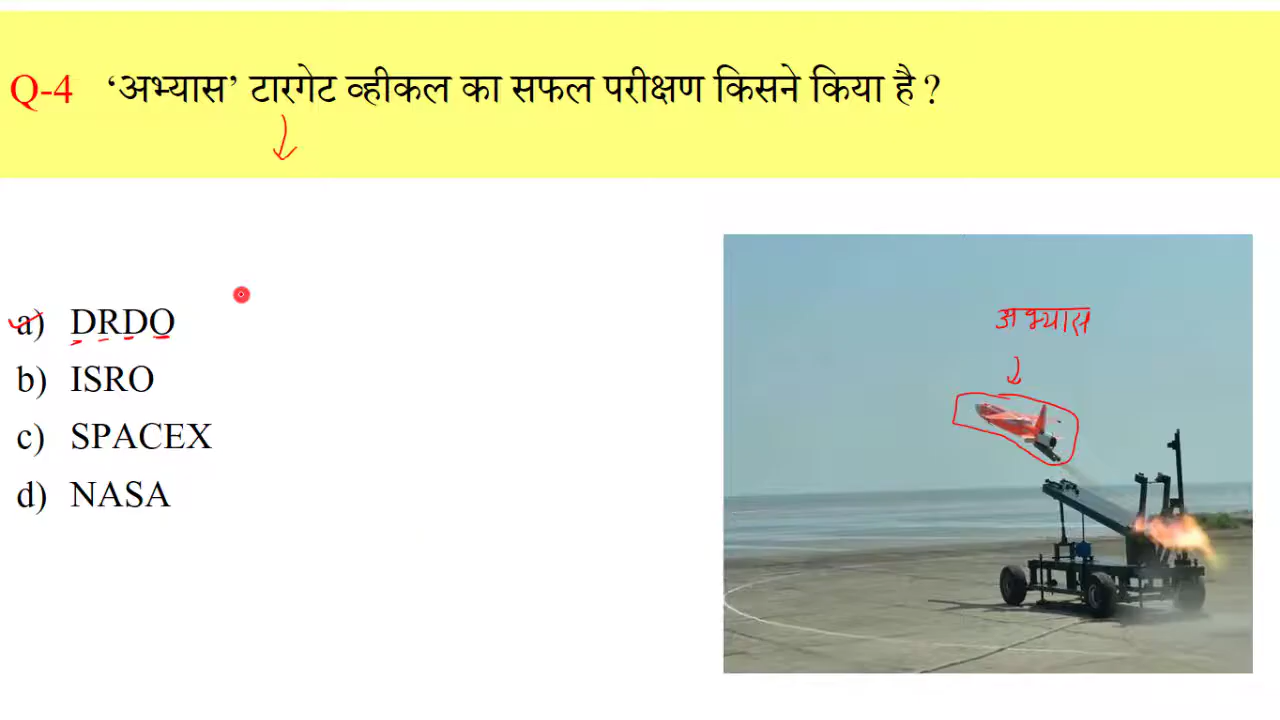 Q-4 ‘अभ्यास’ टारगेट व्हीकल का सफल परीक्षण किसने किया है ?
a) DRDO
b) ISRO
c) SPACEX
d) NASA
अभ्यास